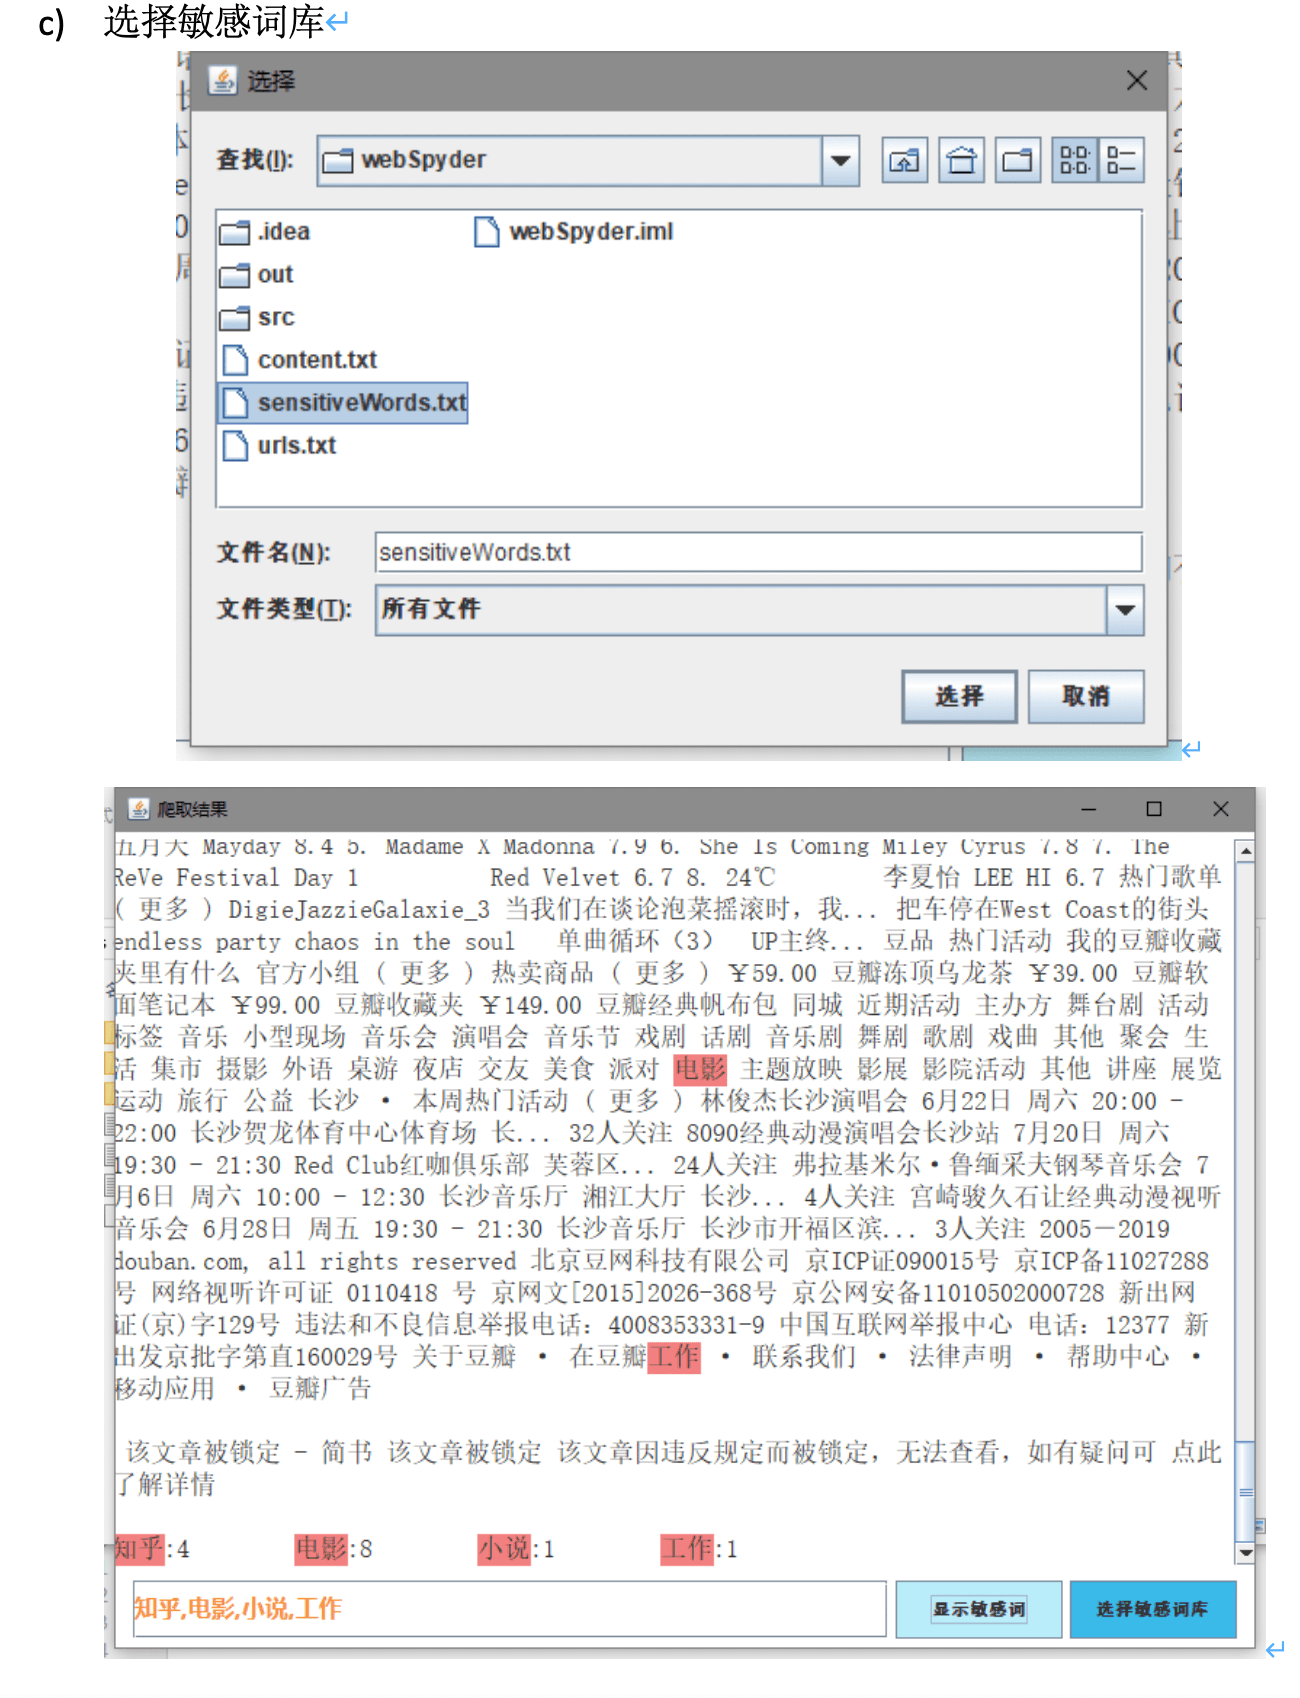 c) 选择敏感词库
选择
查找(I): webSpyder
.idea webSpyder.iml
out
src
content.txt
sensitiveWords.txt
urls.txt
文件名(N): sensitiveWords.txt
文件类型(T): 所有文件
选择 取消
爬取结果
五月天 Mayday 8.4 5. Madame X Madonna 7.9 6. She Is Coming Miley Cyrus 7.8 7. The
ReVe Festival Day 1 Red Velvet 6.7 8. 24℃ 李夏怡 LEE HI 6.7 热门歌单
( 更多 ) DigieJazzieGalaxie_3 当我们在谈论泡菜摇滚时，我... 把车停在West Coast的街头
endless party chaos in the soul 单曲循环（3） UP主终... 豆品 热门活动 我的豆瓣收藏
夹里有什么 官方小组 ( 更多 ) 热卖商品 ( 更多 ) ¥59.00 豆瓣冻顶乌龙茶 ¥39.00 豆瓣软
面笔记本 ¥99.00 豆瓣收藏夹 ¥149.00 豆瓣经典帆布包 同城 近期活动 主办方 舞台剧 活动
标签 音乐 小型现场 音乐会 演唱会 音乐节 戏剧 话剧 音乐剧 舞剧 歌剧 戏曲 其他 聚会 生
活 集市 摄影 外语 桌游 夜店 交友 美食 派对 电影 主题放映 影展 影院活动 其他 讲座 展览
运动 旅行 公益 长沙 • 本周热门活动 ( 更多 ) 林俊杰长沙演唱会 6月22日 周六 20:00 -
22:00 长沙贺龙体育中心体育场 长... 32人关注 8090经典动漫演唱会长沙站 7月20日 周六
19:30 - 21:30 Red Club红咖俱乐部 芙蓉区... 24人关注 弗拉基米尔•鲁缅采夫钢琴音乐会 7
月6日 周六 10:00 - 12:30 长沙音乐厅 湘江大厅 长沙... 4人关注 宫崎骏久石让经典动漫视听
音乐会 6月28日 周五 19:30 - 21:30 长沙音乐厅 长沙市开福区滨... 3人关注 2005－2019
douban.com, all rights reserved 北京豆网科技有限公司 京ICP证090015号 京ICP备11027288
号 网络视听许可证 0110418 号 京网文[2015]2026-368号 京公网安备11010502000728 新出网
证(京)字129号 违法和不良信息举报电话：4008353331-9 中国互联网举报中心 电话：12377 新
出发京批字第直160029号 关于豆瓣 • 在豆瓣工作 • 联系我们 • 法律声明 • 帮助中心 •
移动应用 • 豆瓣广告
该文章被锁定 - 简书 该文章被锁定 该文章因违反规定而被锁定，无法查看，如有疑问可 点此
了解详情
知乎:4 电影:8 小说:1 工作:1
知乎,电影,小说,工作 显示敏感词 选择敏感词库